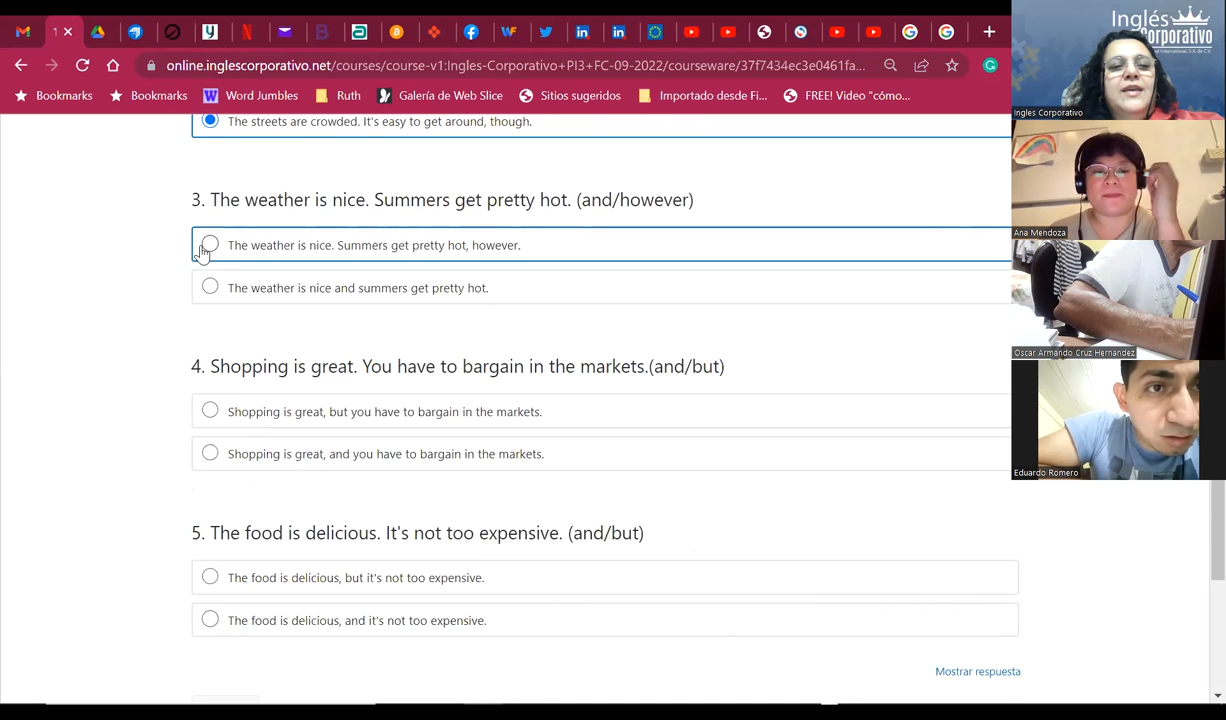 1
online.inglescorporativo.net/courses/course-v1:Ingles-Corporativo+PI3+FC-09-2022/courseware/37f7434ec3e0461fa...
Bookmarks
Bookmarks
Word Jumbles
Ruth
Galería de Web Slice
Sitios sugeridos
Importado desde Fi...
FREE! Video "cómo...
Inglés
Corporativo
Ingles Corporativo
Ana Mendoza
Oscar Armando Cruz Hernandez
Eduardo Romero
The streets are crowded. It's easy to get around, though.
3. The weather is nice. Summers get pretty hot. (and/however)
The weather is nice. Summers get pretty hot, however.
The weather is nice and summers get pretty hot.
4. Shopping is great. You have to bargain in the markets.(and/but)
Shopping is great, but you have to bargain in the markets.
Shopping is great, and you have to bargain in the markets.
5. The food is delicious. It's not too expensive. (and/but)
The food is delicious, but it's not too expensive.
The food is delicious, and it's not too expensive.
Mostrar respuesta